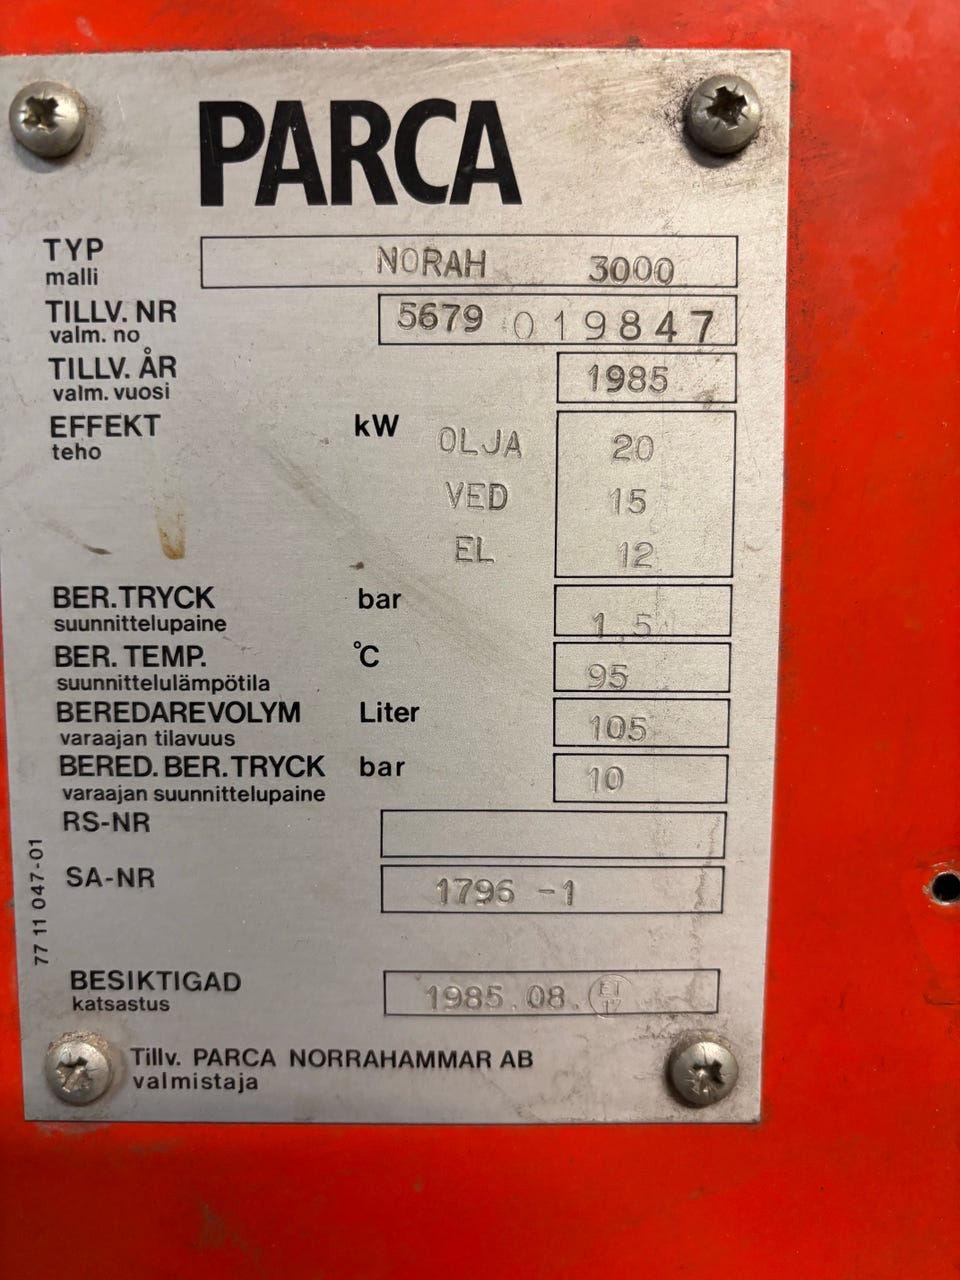 PARCA
TYP NORAH 3000
malli
TILLV. NR 5679 019847
valm. no
TILLV. ÅR 1985
valm. vuosi
EFFEKT kW OLJA 20
teho
VED 15
EL 12
BER. TRYCK bar 1,5
suunnittelupaine
BER. TEMP. °C 95
suunnittelulämpötila
BEREDAREVOLYM Liter 105
varaajan tilavuus
BERED. BER. TRYCK bar 10
varaajan suunnittelupaine
RS-NR
SA-NR 1796 -1
77 11 047-01
BESIKTIGAD 1985.08.
katsastus
Tillv. PARCA NORRAHAMMAR AB
valmistaja